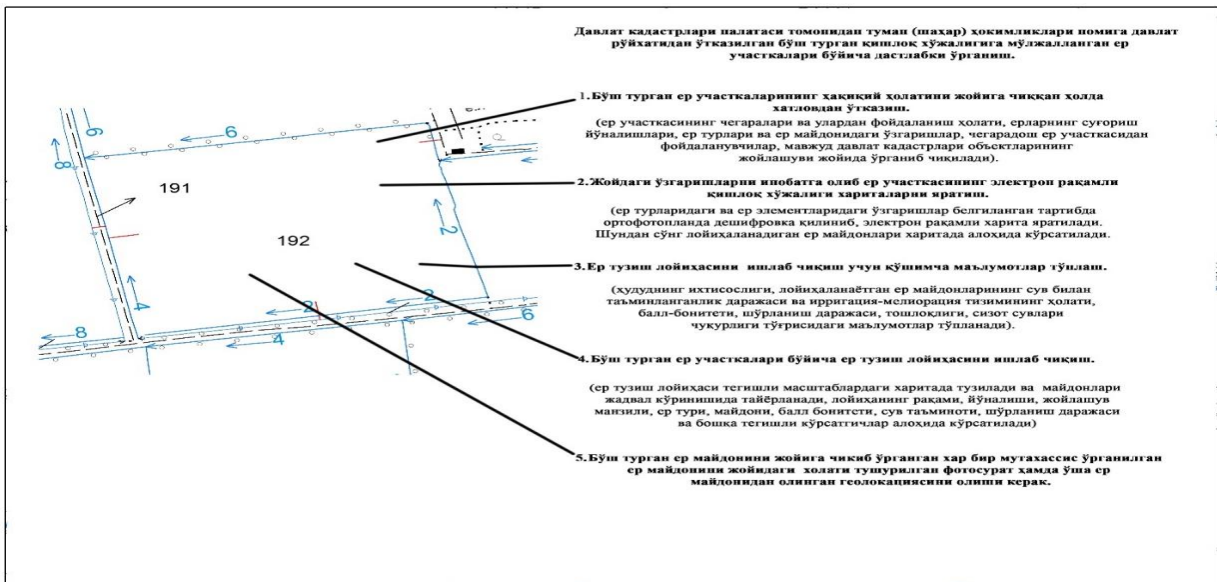 Давлат кадастрлари палатаси томонидан туман (шаҳар) ҳокимликлари номига давлат
рўйхатидан ўтказилган бўш турган қишлоқ хўжалигига мўлжалланган ер
участкалари бўйича дастлабки ўрганиш.
1.Бўш турган ер участкаларининг ҳақиқий ҳолатини жойига чиққан ҳолда
хатловдан ўтказиш.
(ер участкасининг чегаралари ва улардан фойдаланиш ҳолати, ерларнинг суғориш
йўналишлари, ер турлари ва ер майдонидаги ўзгаришлар, чегарадош ер участкасидан
фойдаланувчилар, мавжуд давлат кадастрлари объектларининг
жойлашуви жойида ўрганиб чиқилади).
2.Жойдаги ўзгаришларни инобатга олиб ер участкасининг электрон рақамли
қишлоқ хўжалиги хариталарни яратиш.
(ер турларидаги ва ер элементларидаги ўзгаришлар белгиланган тартибда
ортофотопланда дешифровка қилиниб, электрон рақамли харита яратилади.
Шундан сўнг лойиҳаланадиган ер майдонлари харитада алоҳида кўрсатилади.
3.Ер тузиш лойиҳасини ишлаб чиқиш учун қўшимча маълумотлар тўплаш.
(ҳудуднинг ихтисослиги, лойиҳаланаётган ер майдонларининг сув билан
таъминланганлик даражаси ва ирригация-мелиорация тизимининг ҳолати,
балл-бонитети, шўрланиш даражаси, тошлоқлиги, сизот сувлари
чуқурлиги тўғрисидаги маълумотлар тўпланади).
4.Бўш турган ер участкалари бўйича ер тузиш лойиҳасини ишлаб чиқиш.
(ер тузиш лойиҳаси тегишли масштаблардаги харитада тузилади ва майдонлари
жадвал кўринишида тайёрланади, лойиҳанинг рақами, йўналиши, жойлашув
манзили, ер тури, майдони, балл бонитети, сув таъминоти, шўрланиш даражаси
ва бошқа тегишли кўрсатгичлар алоҳида кўрсатилади)
5.Бўш турган ер майдонини жойига чикиб ўрганган хар бир мутахассис ўрганилган
ер майдонини жойидаги холати туширилган фотосурат ҳамда ўша ер
майдонидан олинган геолокациясини олиши керак.
6
6
8
191
192
2
4
2
2
6
8
4